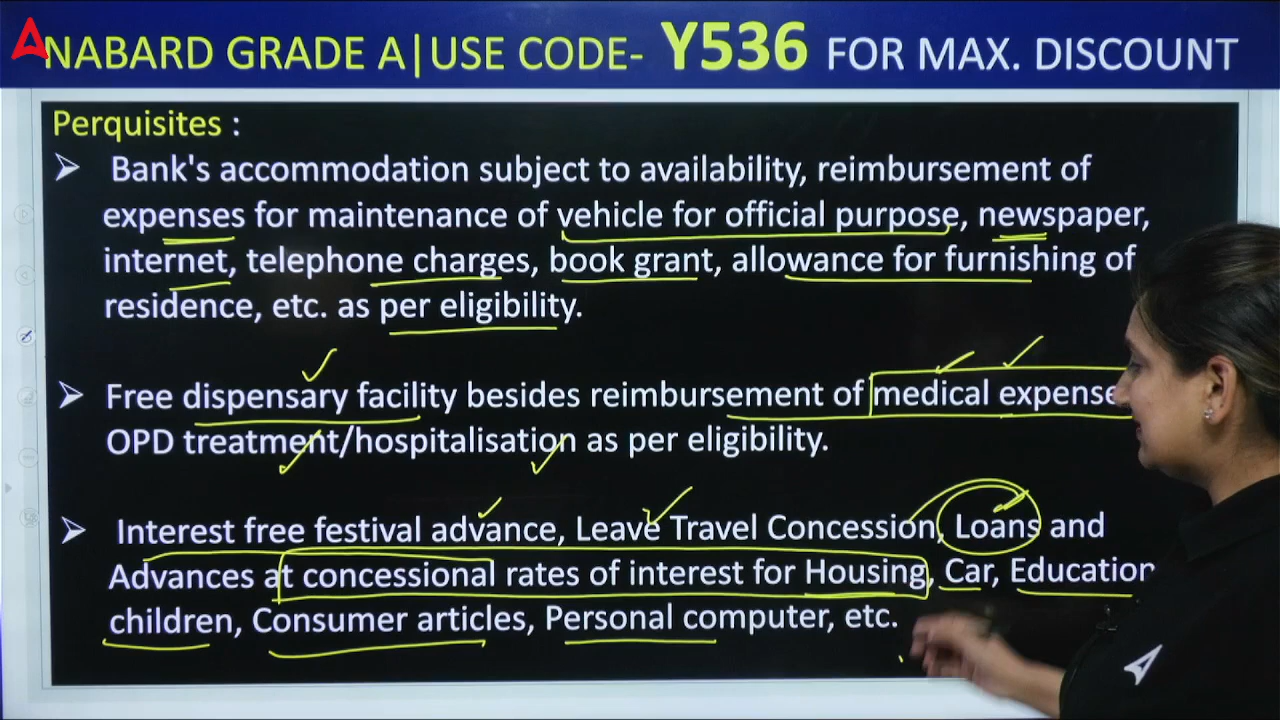 NABARD GRADE A|USE CODE- Y536 FOR MAX. DISCOUNT
Perquisites :
➢ Bank's accommodation subject to availability, reimbursement of
expenses for maintenance of vehicle for official purpose, newspaper,
internet, telephone charges, book grant, allowance for furnishing of
residence, etc. as per eligibility.
➢ Free dispensary facility besides reimbursement of medical expense
OPD treatment/hospitalisation as per eligibility.
➢ Interest free festival advance, Leave Travel Concession, Loans and
Advances at concessional rates of interest for Housing, Car, Education
children, Consumer articles, Personal computer, etc.